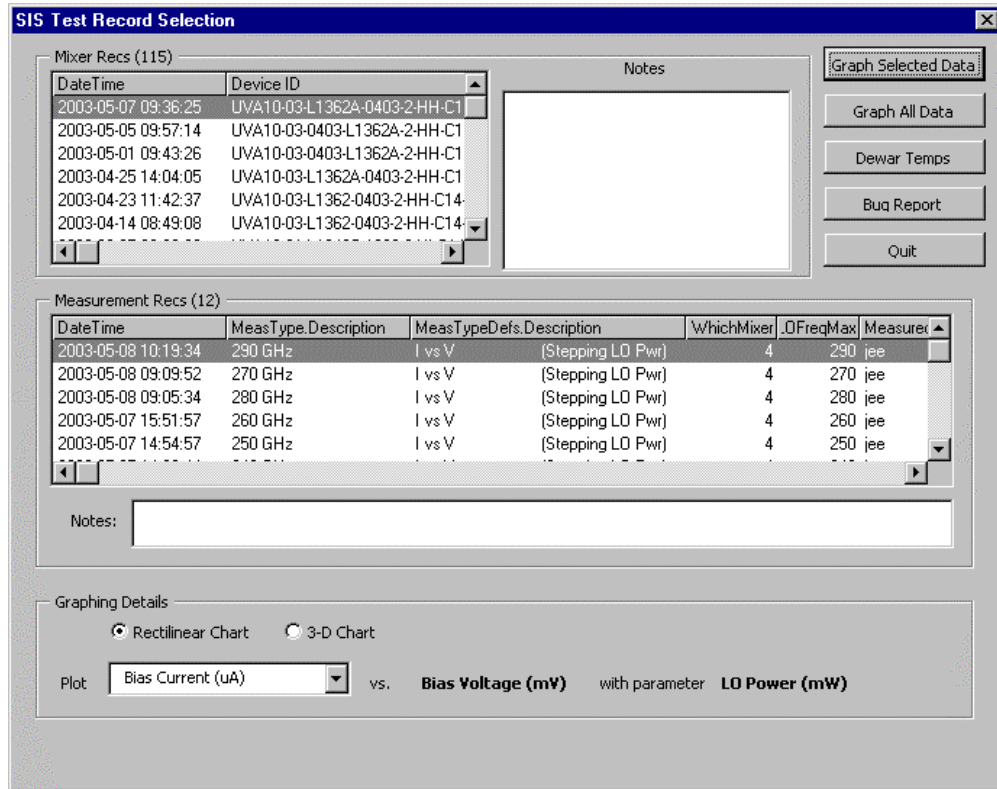 SIS Test Record Selection
Mixer Recs (115)
DateTime Device ID
2003-05-07 09:36:25 UVA10-03-L1362A-0403-2-HH-C1
2003-05-05 09:57:14 UVA10-03-0403-L1362A-2-HH-C1
2003-05-01 09:43:26 UVA10-03-0403-L1362A-2-HH-C1
2003-04-25 14:04:05 UVA10-03-L1362A-0403-2-HH-C1
2003-04-23 11:42:37 UVA10-03-L1362-0403-2-HH-C14-
2003-04-14 08:49:08 UVA10-03-L1362-0403-2-HH-C14-
Notes
Graph Selected Data
Graph All Data
Dewar Temps
Bug Report
Quit
Measurement Recs (12)
DateTime MeasType.Description MeasTypeDefs.Description WhichMixer .OFreqMax Measured
2003-05-08 10:19:34 290 GHz I vs V (Stepping LO Pwr) 4 290 jee
2003-05-08 09:09:52 270 GHz I vs V (Stepping LO Pwr) 4 270 jee
2003-05-08 09:05:34 280 GHz I vs V (Stepping LO Pwr) 4 280 jee
2003-05-07 15:51:57 260 GHz I vs V (Stepping LO Pwr) 4 260 jee
2003-05-07 14:54:57 250 GHz I vs V (Stepping LO Pwr) 4 250 jee
Notes:
Graphing Details
Rectilinear Chart 3-D Chart
Plot Bias Current (uA) vs. Bias Voltage (mV) with parameter LO Power (mW)